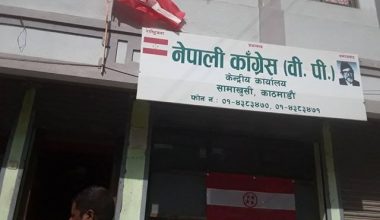 नेपाली काँग्रेस (वी. पी.)
केन्द्रीय कार्यालय
सामाखुसी, काठमाडौं
फोन नं : ०१-४३८३४७०, ०१-४३८३४७१